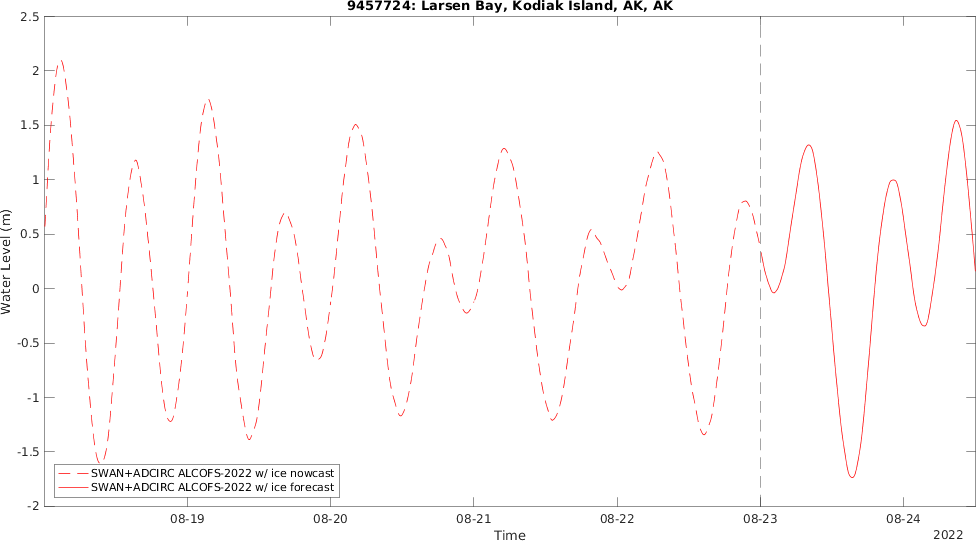 9457724: Larsen Bay, Kodiak Island, AK, AK
2.5
2
1.5
1
0.5
0
-0.5
-1
-1.5
-2
Water Level (m)
SWAN+ADCIRC ALCOFS-2022 w/ ice nowcast
SWAN+ADCIRC ALCOFS-2022 w/ ice forecast
08-19 08-20 08-21 08-22 08-23 08-24
Time
2022